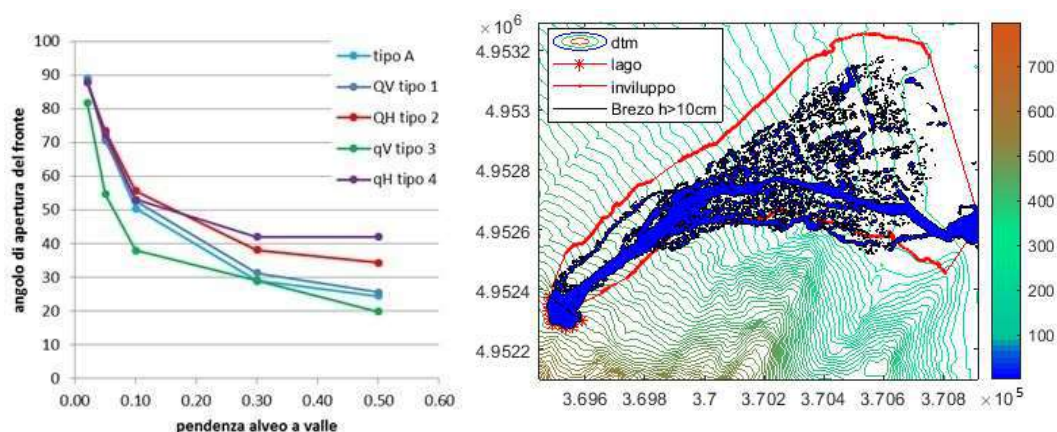 100
90
80
70
60
50
40
30
20
10
0
0.00 0.10 0.20 0.30 0.40 0.50 0.60
angolo di apertura del fronte
pendenza alveo a valle
tipo A
QV tipo 1
QH tipo 2
qV tipo 3
qH tipo 4
× 10⁶
4.9532
4.953
4.9528
4.9526
4.9524
4.9522
3.696 3.698 3.7 3.702 3.704 3.706 3.708
× 10⁵
dtm
lago
inviluppo
Brezo h>10cm
700
600
500
400
300
200
100